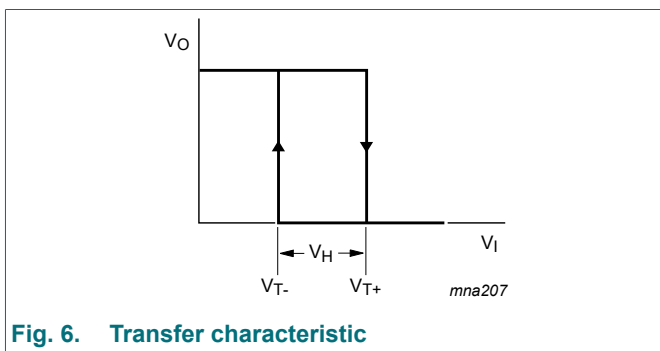 VO
VH
VI
VT-
VT+
mna207
Fig. 6. Transfer characteristic